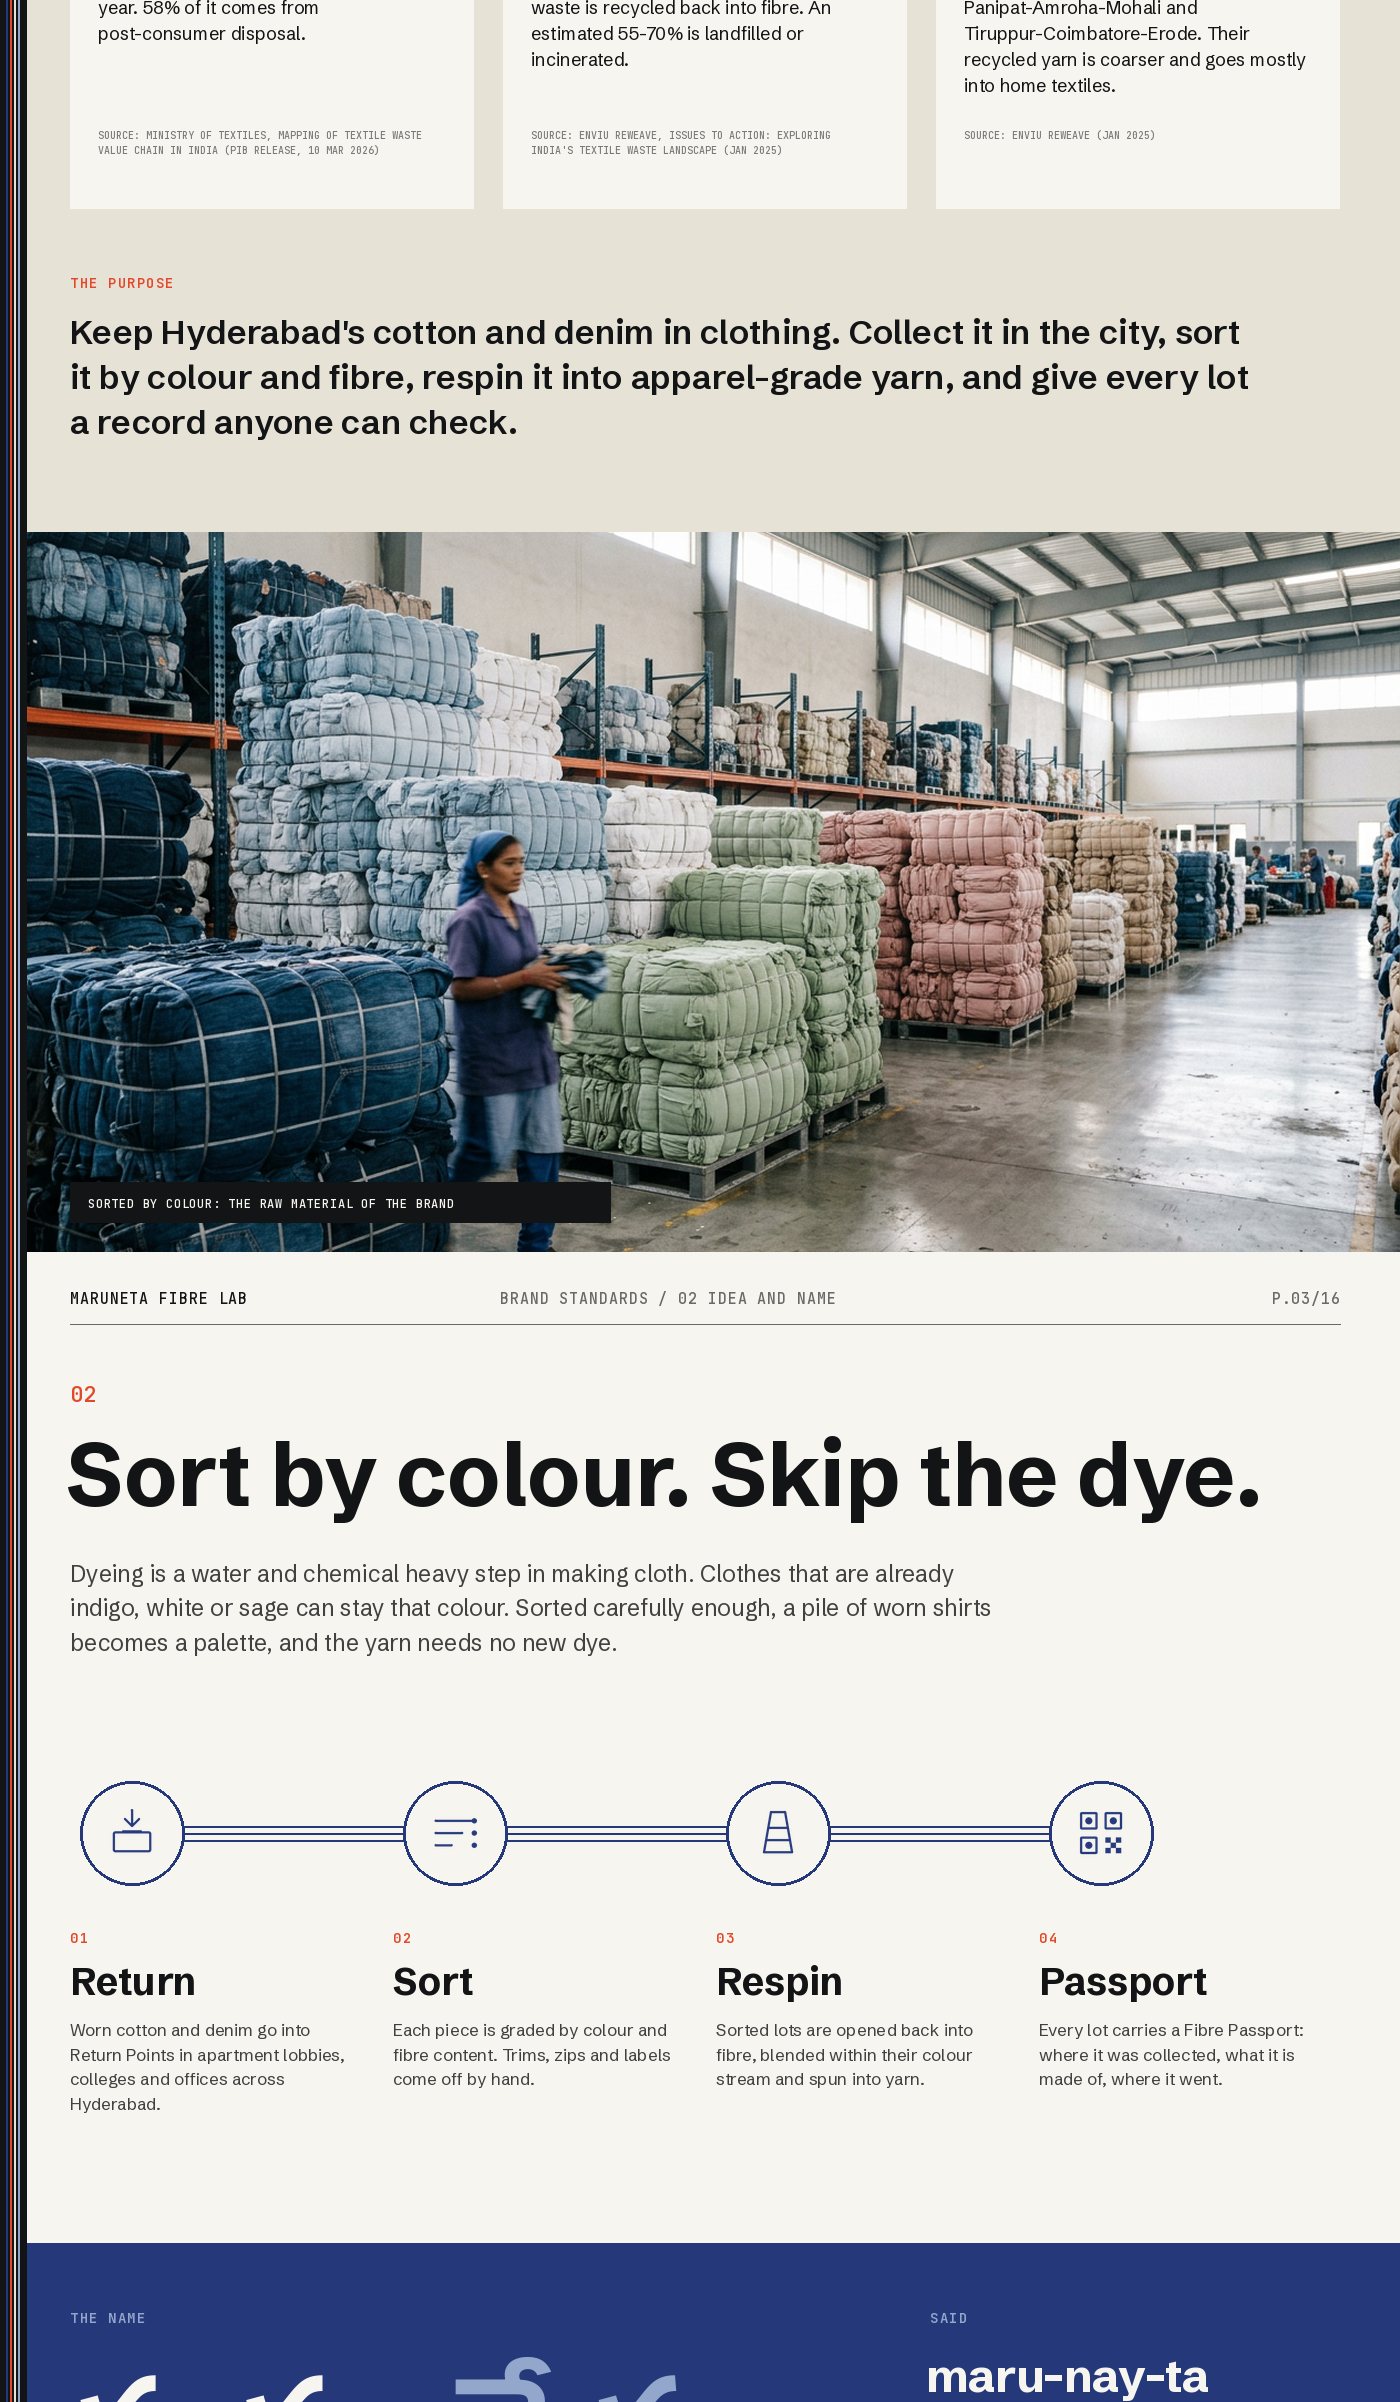 year. 58% of it comes from
post-consumer disposal.
SOURCE: MINISTRY OF TEXTILES, MAPPING OF TEXTILE WASTE
VALUE CHAIN IN INDIA (PIB RELEASE, 10 MAR 2026)
waste is recycled back into fibre. An
estimated 55-70% is landfilled or
incinerated.
SOURCE: ENVIU REWEAVE, ISSUES TO ACTION: EXPLORING
INDIA'S TEXTILE WASTE LANDSCAPE (JAN 2025)
Panipat-Amroha-Mohali and
Tiruppur-Coimbatore-Erode. Their
recycled yarn is coarser and goes mostly
into home textiles.
SOURCE: ENVIU REWEAVE (JAN 2025)
THE PURPOSE
Keep Hyderabad's cotton and denim in clothing. Collect it in the city, sort
it by colour and fibre, respin it into apparel-grade yarn, and give every lot
a record anyone can check.
SORTED BY COLOUR: THE RAW MATERIAL OF THE BRAND
MARUNETA FIBRE LAB
BRAND STANDARDS / 02 IDEA AND NAME
P.03/16
02
Sort by colour. Skip the dye.
Dyeing is a water and chemical heavy step in making cloth. Clothes that are already
indigo, white or sage can stay that colour. Sorted carefully enough, a pile of worn shirts
becomes a palette, and the yarn needs no new dye.
01
Return
Worn cotton and denim go into
Return Points in apartment lobbies,
colleges and offices across
Hyderabad.
02
Sort
Each piece is graded by colour and
fibre content. Trims, zips and labels
come off by hand.
03
Respin
Sorted lots are opened back into
fibre, blended within their colour
stream and spun into yarn.
04
Passport
Every lot carries a Fibre Passport:
where it was collected, what it is
made of, where it went.
THE NAME
SAID
maru-nay-ta